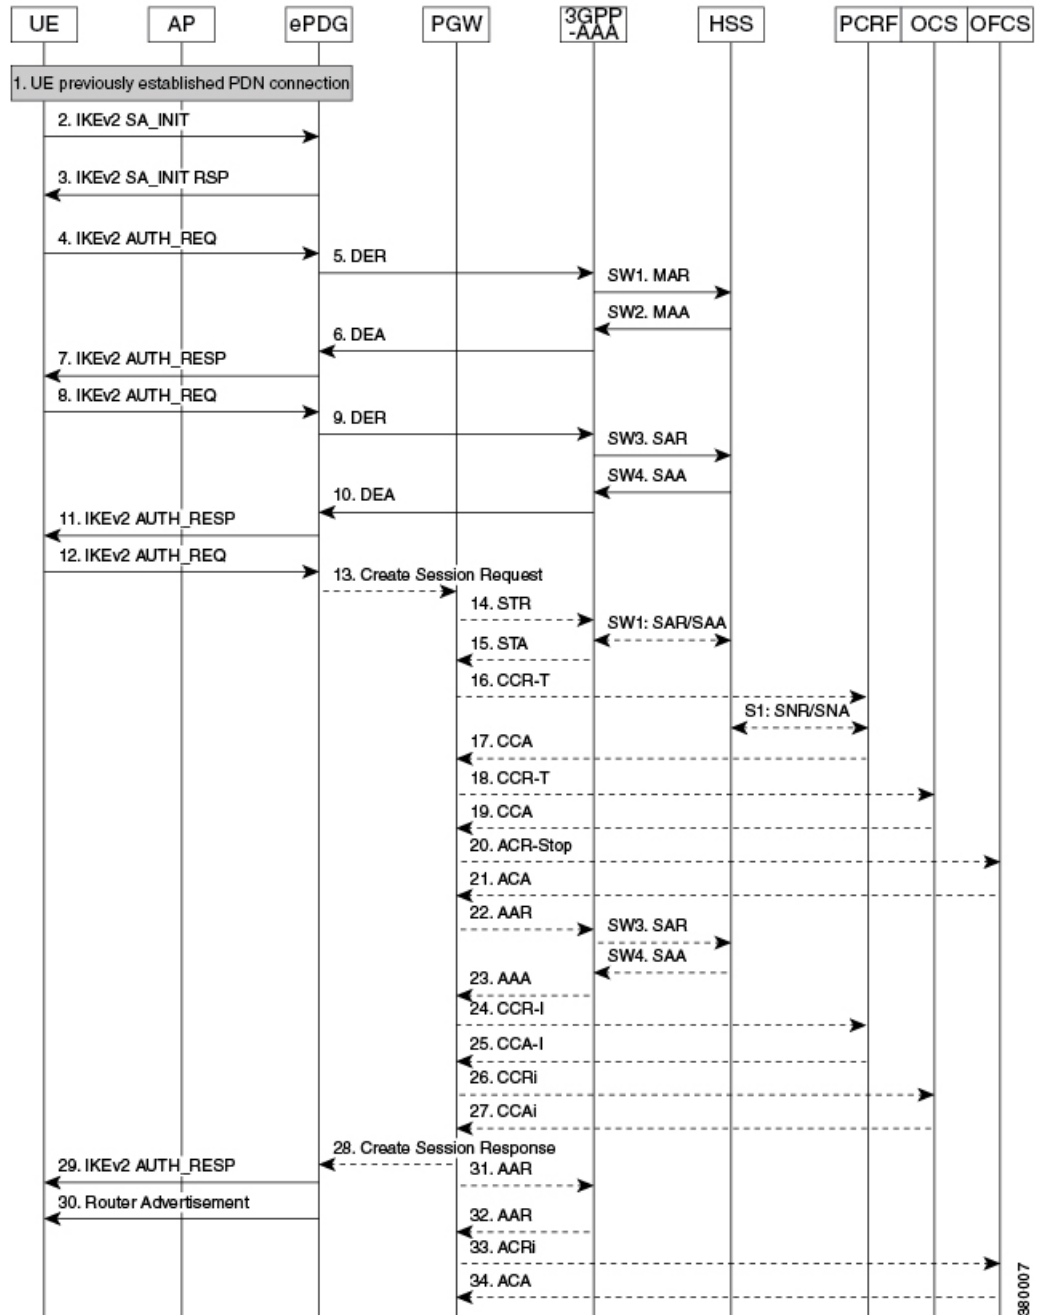 UE AP ePDG PGW 3GPP HSS PCRF OCS OFCS
-AAA
1. UE previously established PDN connection
2. IKEv2 SA_INIT
3. IKEv2 SA_INIT RSP
4. IKEv2 AUTH_REQ
5. DER
SW1. MAR
SW2. MAA
6. DEA
7. IKEv2 AUTH_RESP
8. IKEv2 AUTH_REQ
9. DER
SW3. SAR
SW4. SAA
10. DEA
11. IKEv2 AUTH_RESP
12. IKEv2 AUTH_REQ
13. Create Session Request
14. STR
SW1: SAR/SAA
15. STA
16. CCR-T
S1: SNR/SNA
17. CCA
18. CCR-T
19. CCA
20. ACR-Stop
21. ACA
22. AAR
SW3. SAR
SW4. SAA
23. AAA
24. CCR-I
25. CCA-I
26. CCRi
27. CCAi
28. Create Session Response
29. IKEv2 AUTH_RESP
31. AAR
30. Router Advertisement
32. AAR
33. ACRi
34. ACA
380007